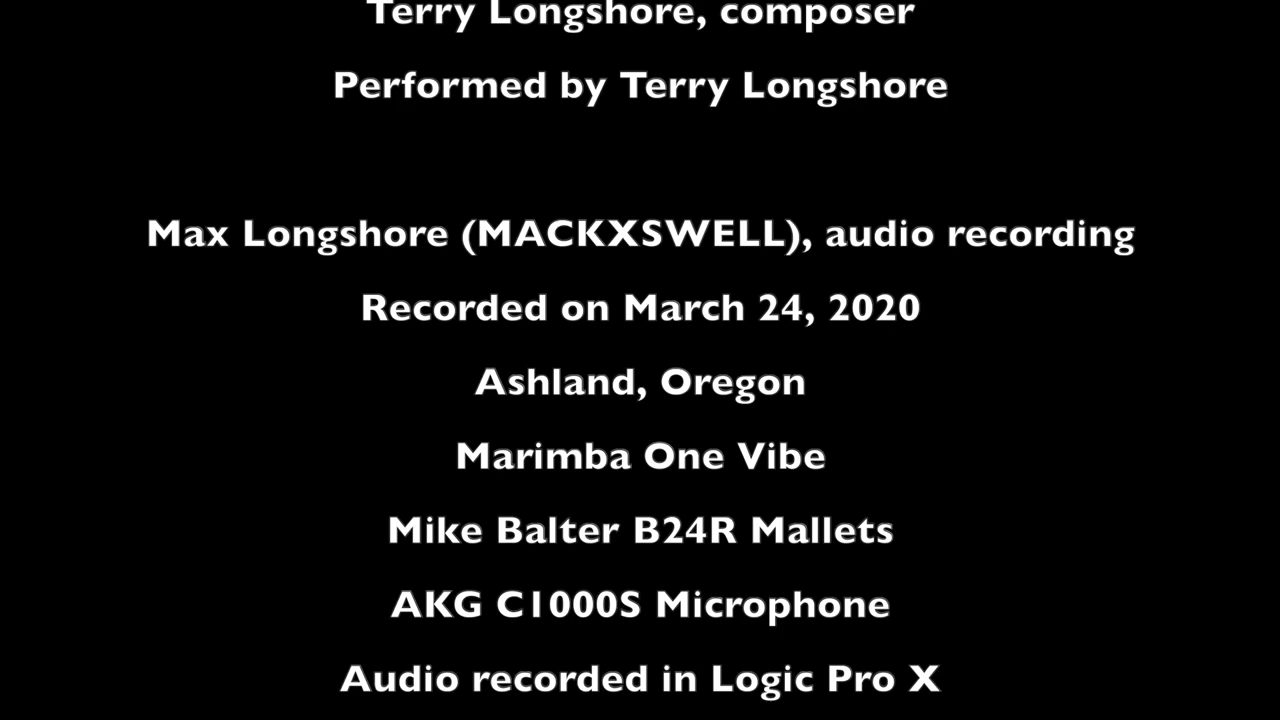 Terry Longshore, composer
Performed by Terry Longshore
Max Longshore (MACKXSWELL), audio recording
Recorded on March 24, 2020
Ashland, Oregon
Marimba One Vibe
Mike Balter B24R Mallets
AKG C1000S Microphone
Audio recorded in Logic Pro X